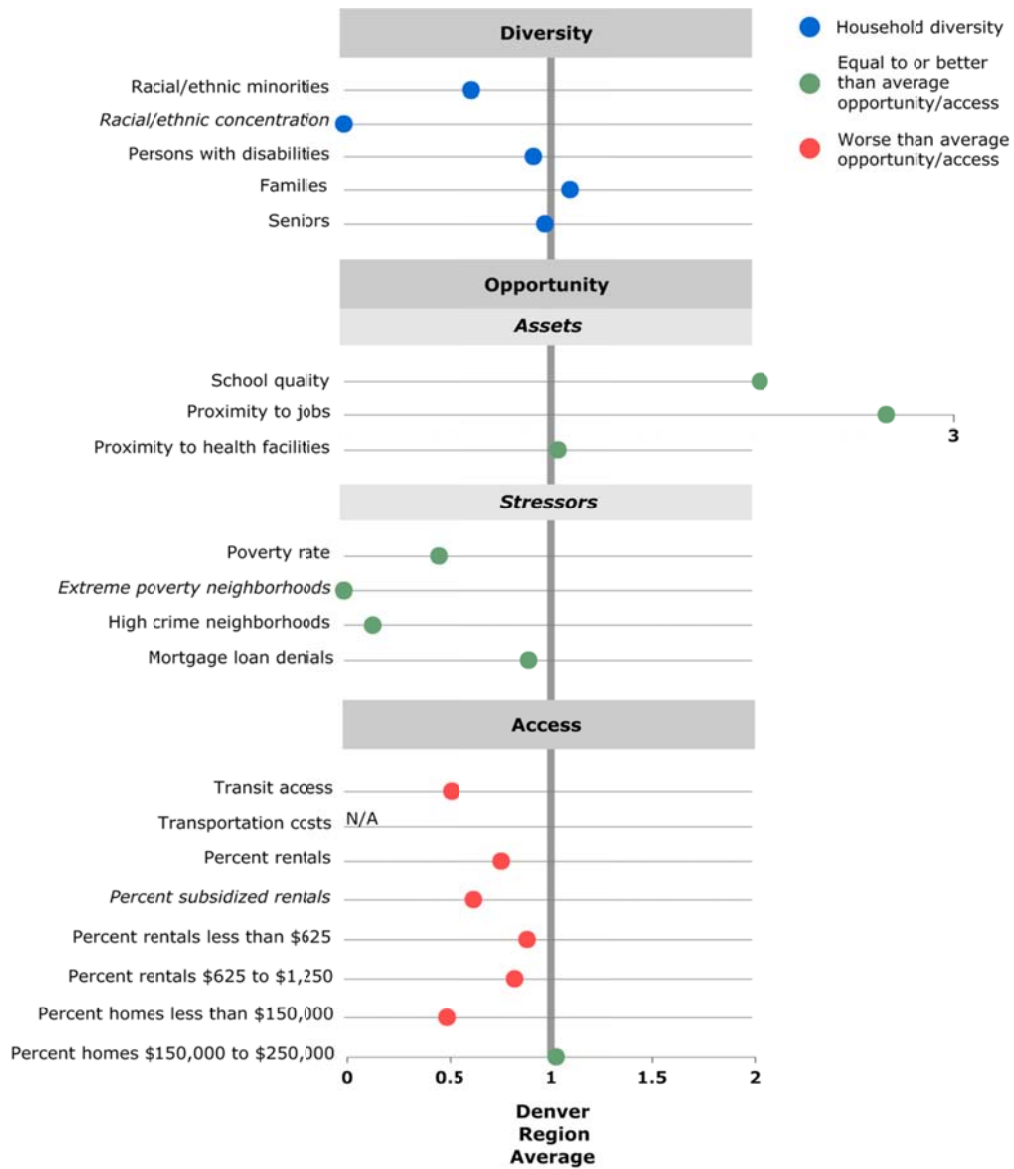 Diversity
Household diversity
Equal to or better
than average
opportunity/access
Worse than average
opportunity/access
Racial/ethnic minorities
Racial/ethnic concentration
Persons with disabilities
Families
Seniors
Opportunity
Assets
School quality
Proximity to jobs
3
Proximity to health facilities
Stressors
Poverty rate
Extreme poverty neighborhoods
High crime neighborhoods
Mortgage loan denials
Access
Transit access
Transportation costs N/A
Percent rentals
Percent subsidized rentals
Percent rentals less than $625
Percent rentals $625 to $1,250
Percent homes less than $150,000
Percent homes $150,000 to $250,000
0 0.5 1 1.5 2
Denver
Region
Average